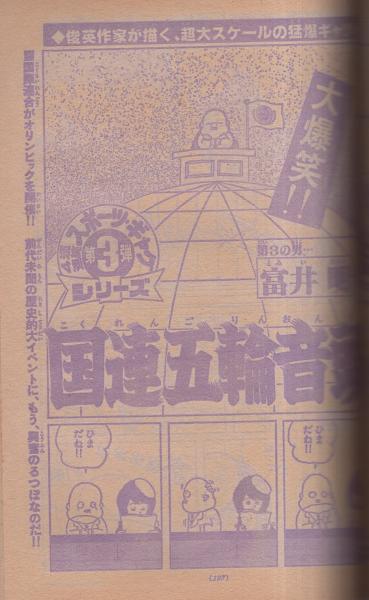 ◆俊英作家が描く、超大スケールの猛爆ギャ
大爆笑!!
スポーツ・ギャグ
第3弾
シリーズ
第3の男…
富井
国連五輪音
こくれんごりんおん
国際連合がオリンピックを開催!!
前代未聞の歴史的大イベントに、もう、興奮のるつぼなのだ!!
ひまだね!!
ひまだね!!
(197)